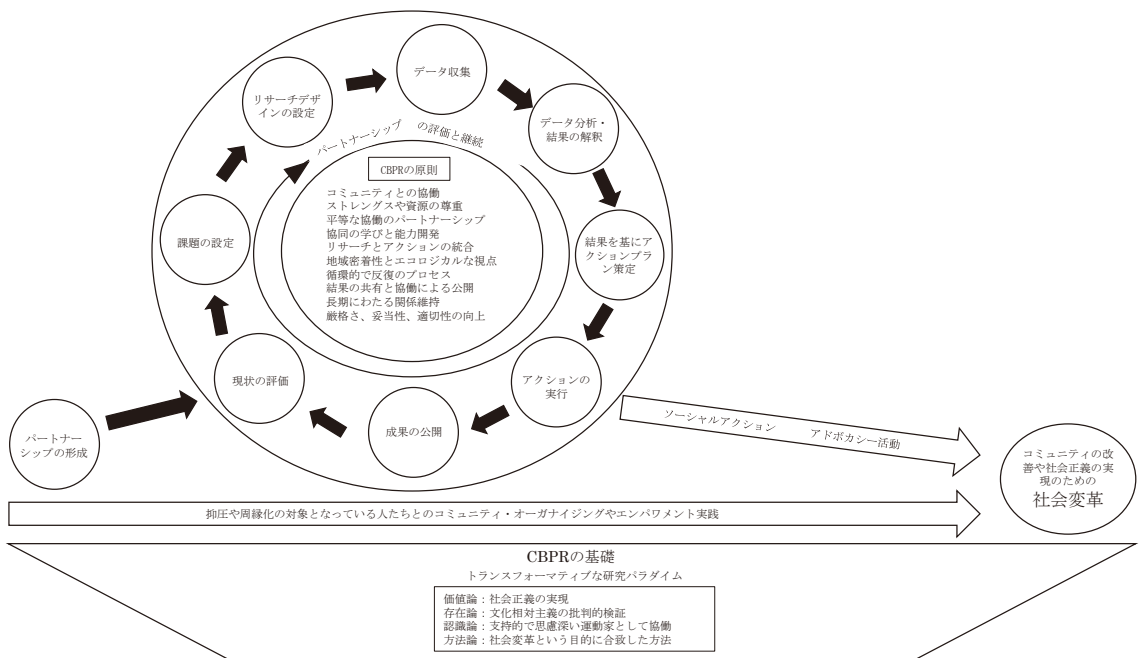 データ収集
リサーチデザ
インの設定
データ分析・
結果の解釈
パートナーシップ の評価と継続
CBPRの原則
コミュニティとの協働
ストレングスや資源の尊重
平等な協働のパートナーシップ
協同の学びと能力開発
リサーチとアクションの統合
地域密着性とエコロジカルな視点
循環的で反復のプロセス
結果の共有と協働による公開
長期にわたる関係維持
厳格さ、妥当性、適切性の向上
課題の設定
結果を基にア
クションプラ
ン策定
現状の評価
アクションの
実行
成果の公開
パートナー
シップの形成
ソーシャルアクション アドボカシー活動
コミュニティの改
善や社会正義の実
現のための
社会変革
抑圧や周縁化の対象となっている人たちとのコミュニティ・オーガナイジングやエンパワメント実践
CBPRの基礎
トランスフォーマティブな研究パラダイム
価値論：社会正義の実現
存在論：文化相対主義の批判的検証
認識論：支持的で思慮深い運動家として協働
方法論：社会変革という目的に合致した方法